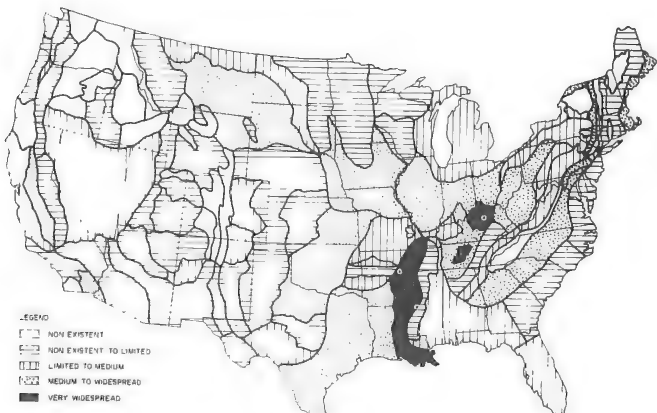 LEGEND
NON EXISTENT
NON EXISTENT TO LIMITED
LIMITED TO MEDIUM
MEDIUM TO WIDESPREAD
VERY WIDESPREAD